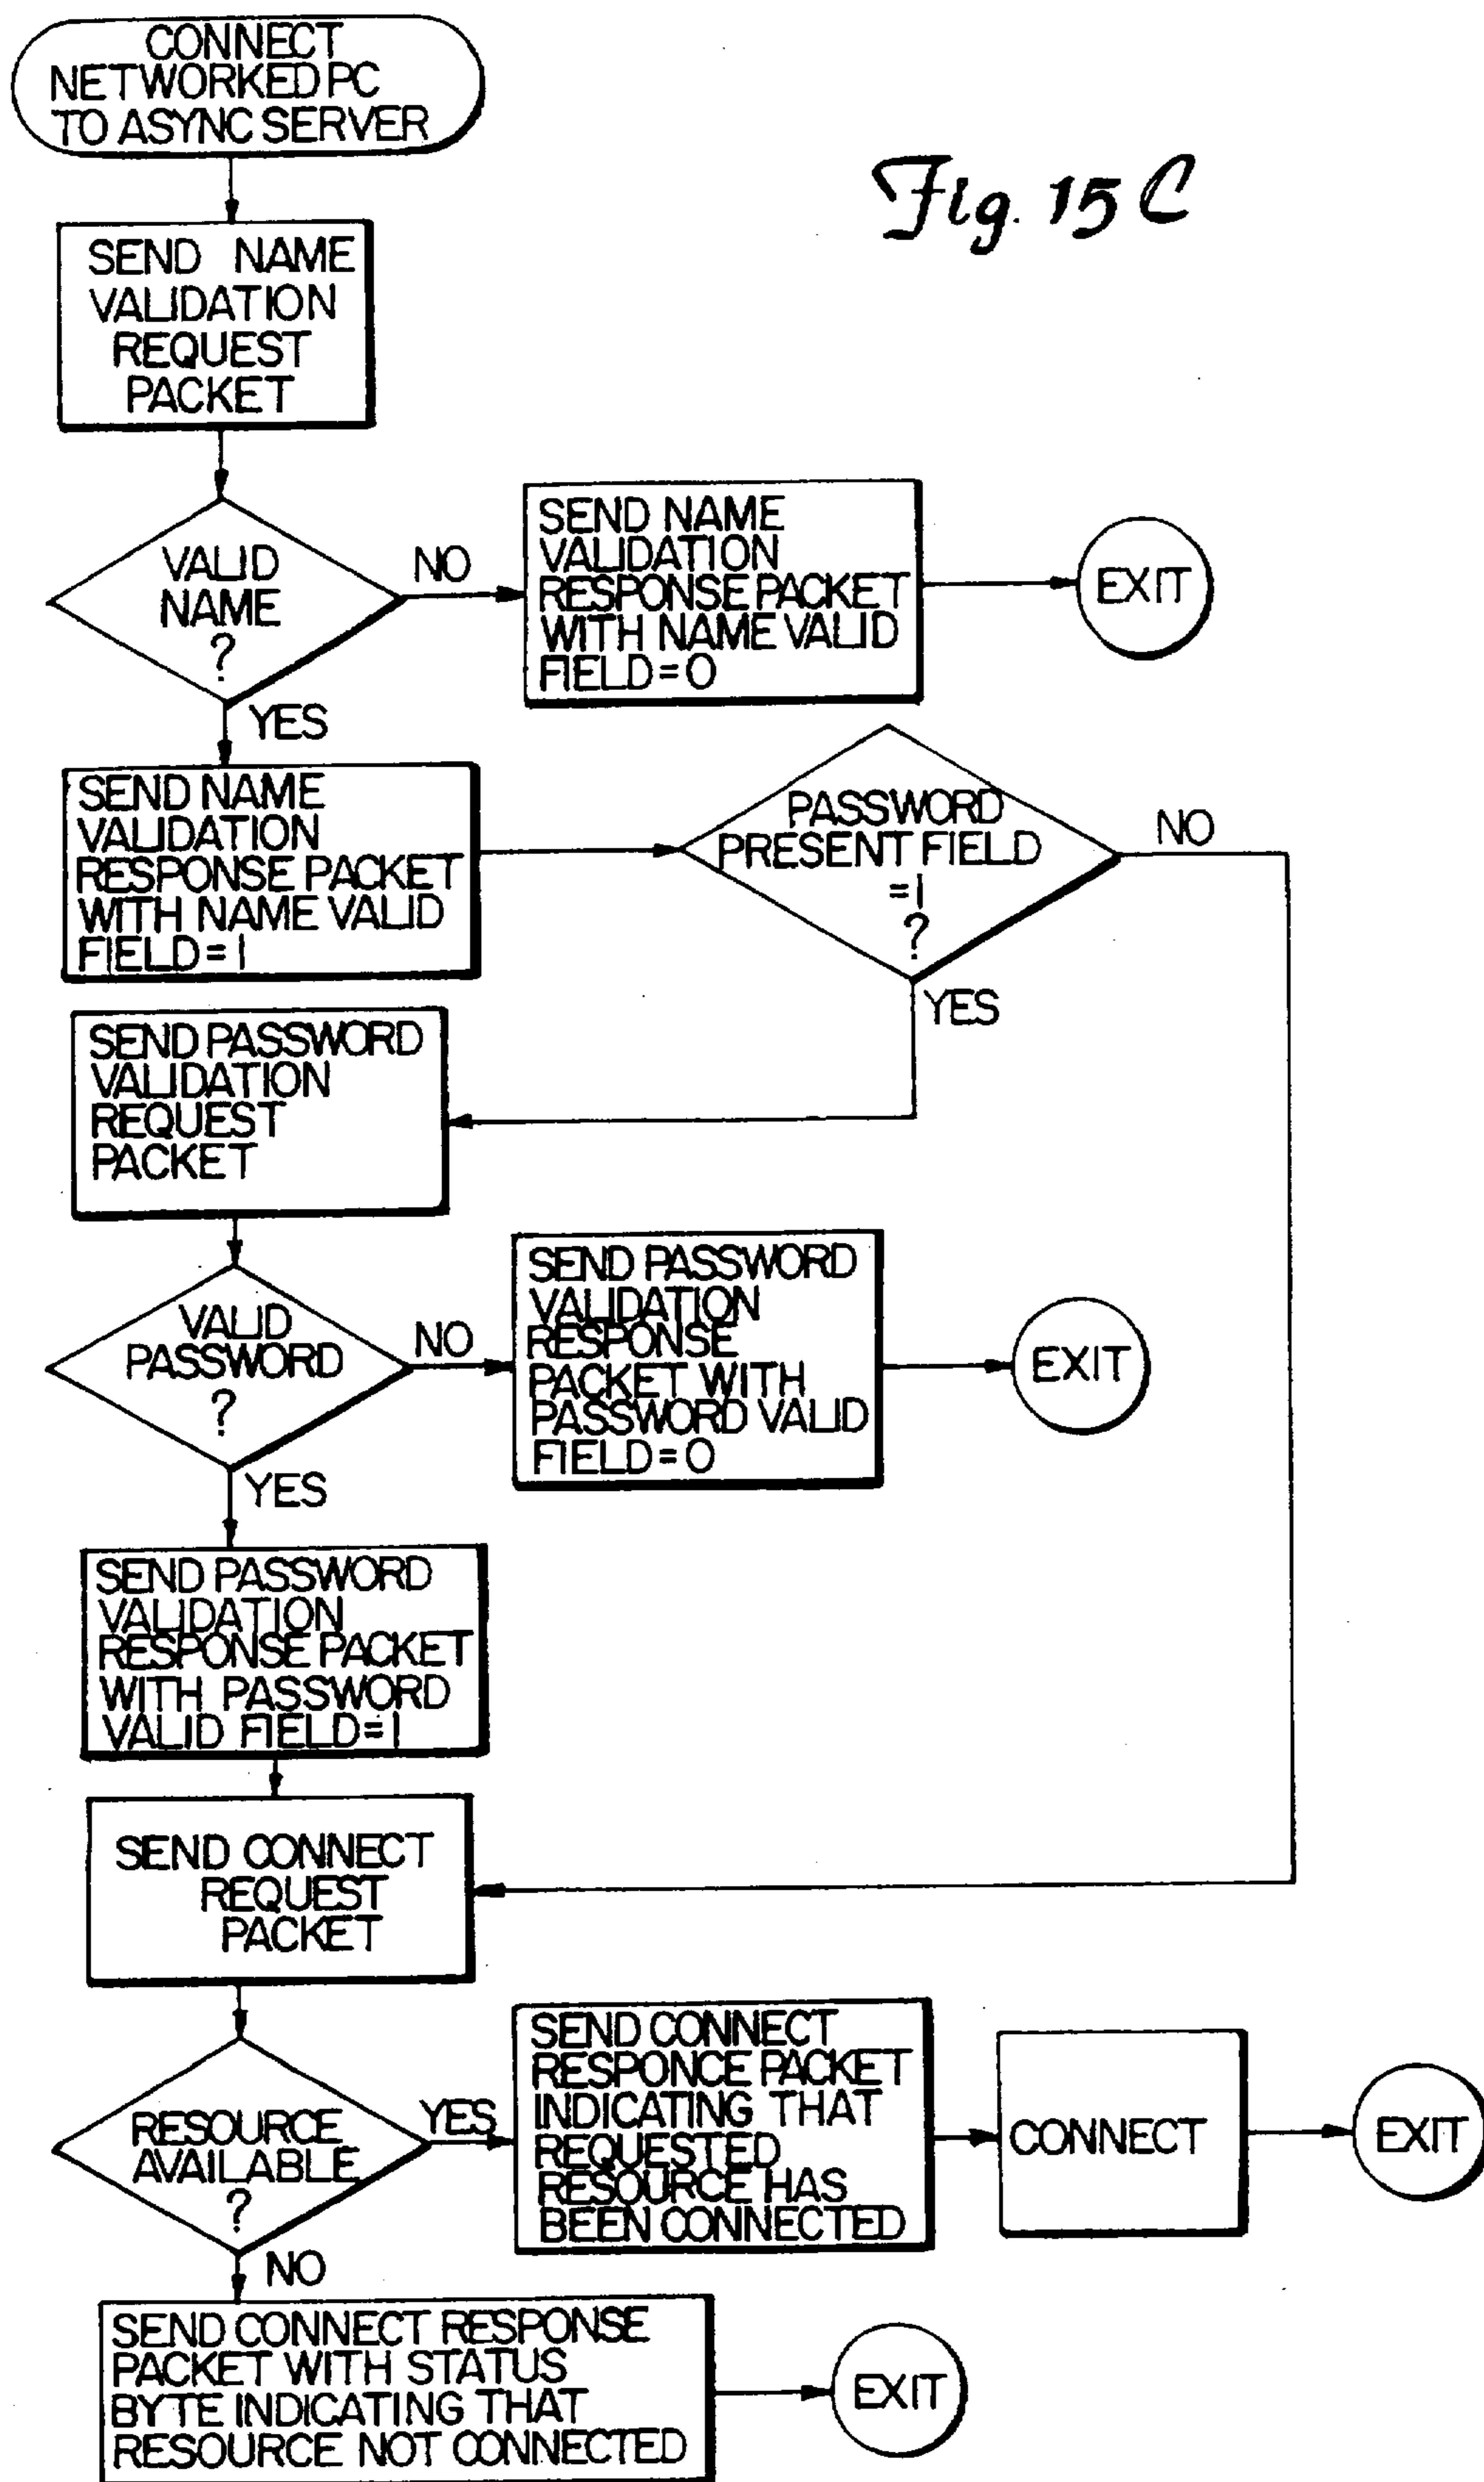 CONNECT
NETWORKED PC
TO ASYNC SERVER
Fig. 15C
SEND NAME
VALIDATION
REQUEST
PACKET
VALID
NAME
?
NO
SEND NAME
VALIDATION
RESPONSE PACKET
WITH NAME VALID
FIELD=0
EXIT
YES
SEND NAME
VALIDATION
RESPONSE PACKET
WITH NAME VALID
FIELD=1
PASSWORD
PRESENT FIELD
=1
?
NO
YES
SEND PASSWORD
VALIDATION
REQUEST
PACKET
VALID
PASSWORD
?
NO
SEND PASSWORD
VALIDATION
RESPONSE
PACKET WITH
PASSWORD VALID
FIELD=0
EXIT
YES
SEND PASSWORD
VALIDATION
RESPONSE PACKET
WITH PASSWORD
VALID FIELD=1
SEND CONNECT
REQUEST
PACKET
RESOURCE
AVAILABLE
?
YES
SEND CONNECT
RESPONCE PACKET
INDICATING THAT
REQUESTED
RESOURCE HAS
BEEN CONNECTED
CONNECT
EXIT
NO
SEND CONNECT RESPONSE
PACKET WITH STATUS
BYTE INDICATING THAT
RESOURCE NOT CONNECTED
EXIT